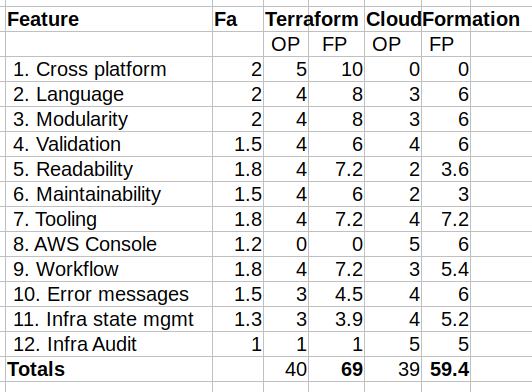 Feature Fa Terraform CloudFormation
OP FP OP FP
1. Cross platform 2 5 10 0 0
2. Language 2 4 8 3 6
3. Modularity 2 4 8 3 6
4. Validation 1.5 4 6 4 6
5. Readability 1.8 4 7.2 2 3.6
6. Maintainability 1.5 4 6 2 3
7. Tooling 1.8 4 7.2 4 7.2
8. AWS Console 1.2 0 0 5 6
9. Workflow 1.8 4 7.2 3 5.4
10. Error messages 1.5 3 4.5 4 6
11. Infra state mgmt 1.3 3 3.9 4 5.2
12. Infra Audit 1 1 1 5 5
Totals 40 69 39 59.4